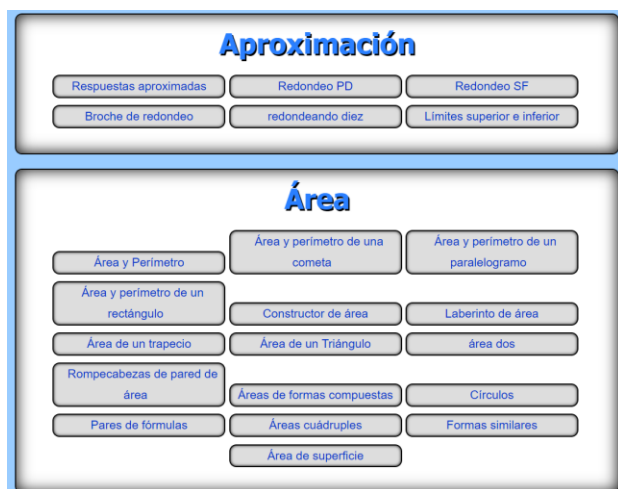 Aproximación
Respuestas aproximadas
Redondeo PD
Redondeo SF
Broche de redondeo
redondeando diez
Límites superior e inferior
Área
Área y Perímetro
Área y perímetro de una
cometa
Área y perímetro de un
paralelogramo
Área y perímetro de un
rectángulo
Constructor de área
Laberinto de área
Área de un trapecio
Área de un Triángulo
área dos
Rompecabezas de pared de
área
Áreas de formas compuestas
Círculos
Pares de fórmulas
Áreas cuádruples
Formas similares
Área de superficie